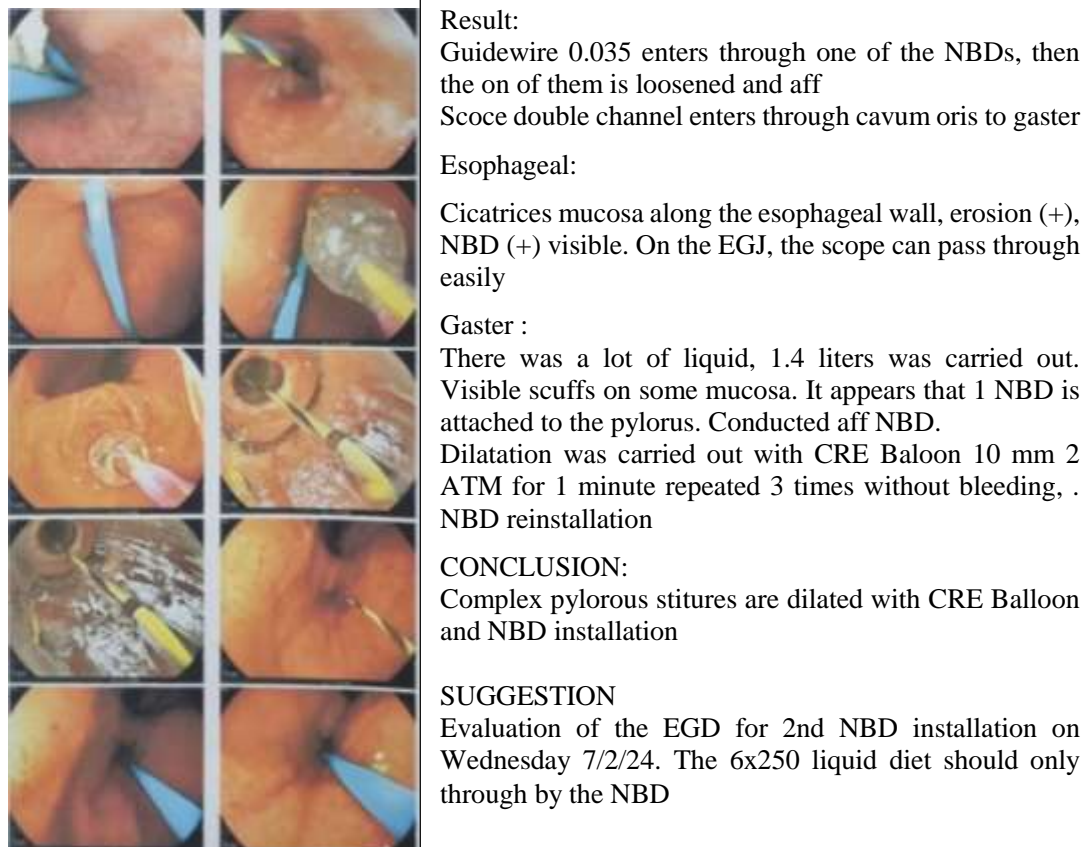 Result:
Guidewire 0.035 enters through one of the NBDs, then
the on of them is loosened and aff
Scoce double channel enters through cavum oris to gaster
Esophageal:
Cicatrices mucosa along the esophageal wall, erosion (+),
NBD (+) visible. On the EGJ, the scope can pass through
easily
Gaster :
There was a lot of liquid, 1.4 liters was carried out.
Visible scuffs on some mucosa. It appears that 1 NBD is
attached to the pylorus. Conducted aff NBD.
Dilatation was carried out with CRE Baloon 10 mm 2
ATM for 1 minute repeated 3 times without bleeding, .
NBD reinstallation
CONCLUSION:
Complex pylorous stitures are dilated with CRE Balloon
and NBD installation
SUGGESTION
Evaluation of the EGD for 2nd NBD installation on
Wednesday 7/2/24. The 6x250 liquid diet should only
through by the NBD